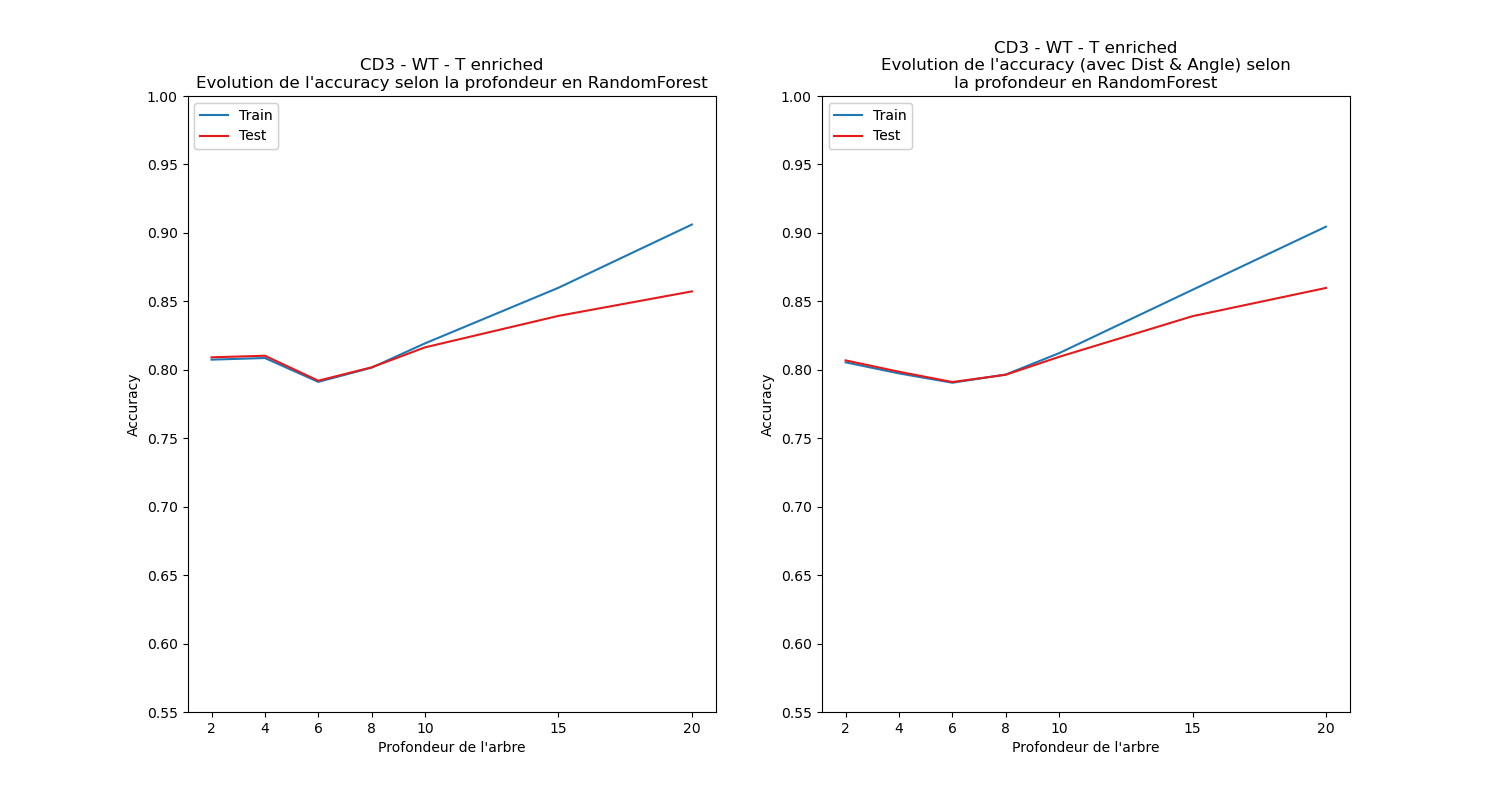 CD3 - WT - T enriched
Evolution de l'accuracy selon la profondeur en RandomForest
1.00
0.95
0.90
0.85
0.80
0.75
0.70
0.65
0.60
0.55
Accuracy
Train
Test
2 4 6 8 10 15 20
Profondeur de l'arbre
CD3 - WT - T enriched
Evolution de l'accuracy (avec Dist & Angle) selon
la profondeur en RandomForest
1.00
0.95
0.90
0.85
0.80
0.75
0.70
0.65
0.60
0.55
Accuracy
Train
Test
2 4 6 8 10 15 20
Profondeur de l'arbre